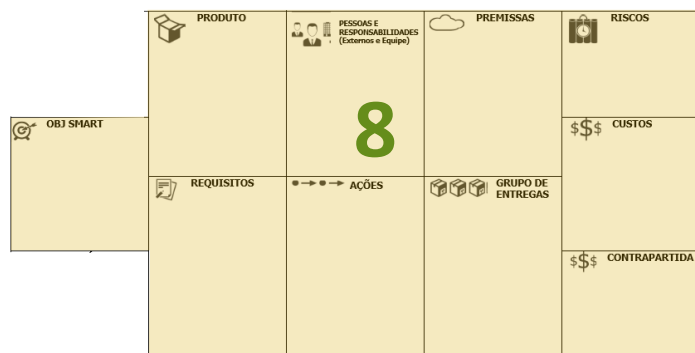 PRODUTO
PESSOAS E
RESPONSABILIDADES
(Externos e Equipe)
PREMISSAS
RISCOS
8
OBJ SMART
$$$ CUSTOS
REQUISITOS
AÇÕES
GRUPO DE
ENTREGAS
$$$ CONTRAPARTIDA